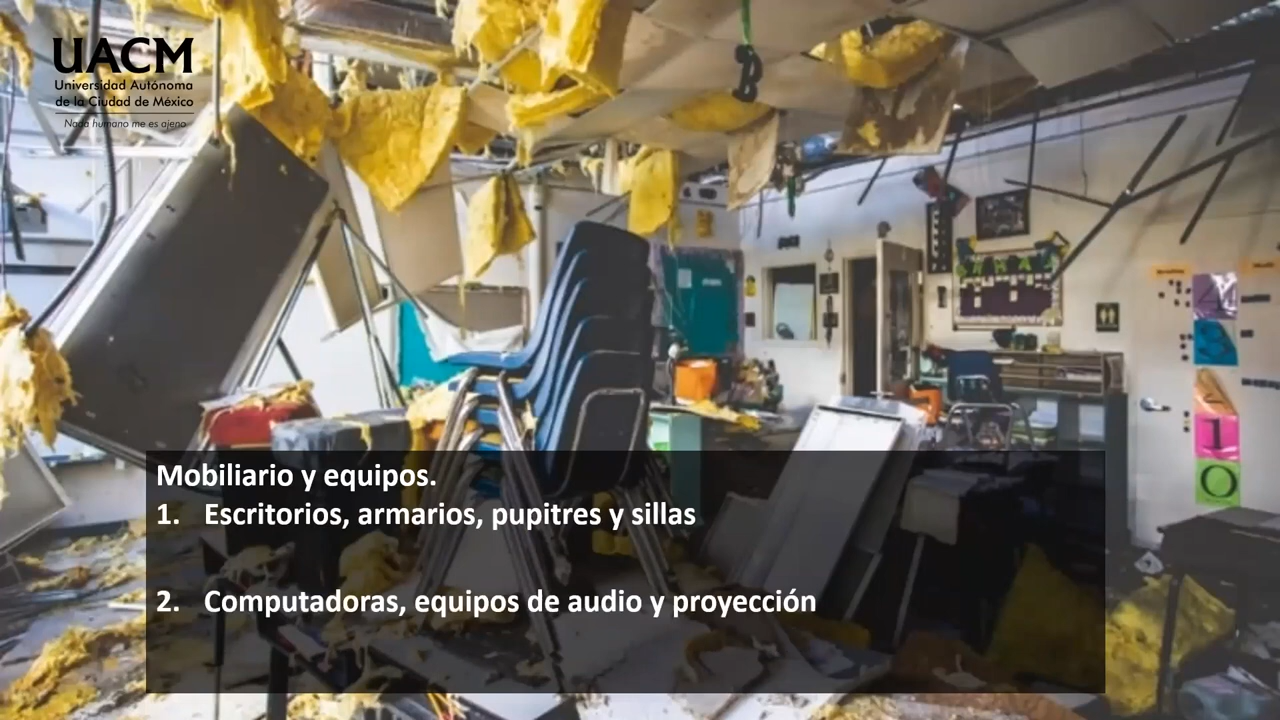 UACM
Universidad Autónoma
de la Ciudad de México
Nada humano me es ajeno
Mobiliario y equipos.
1. Escritorios, armarios, pupitres y sillas
2. Computadoras, equipos de audio y proyección